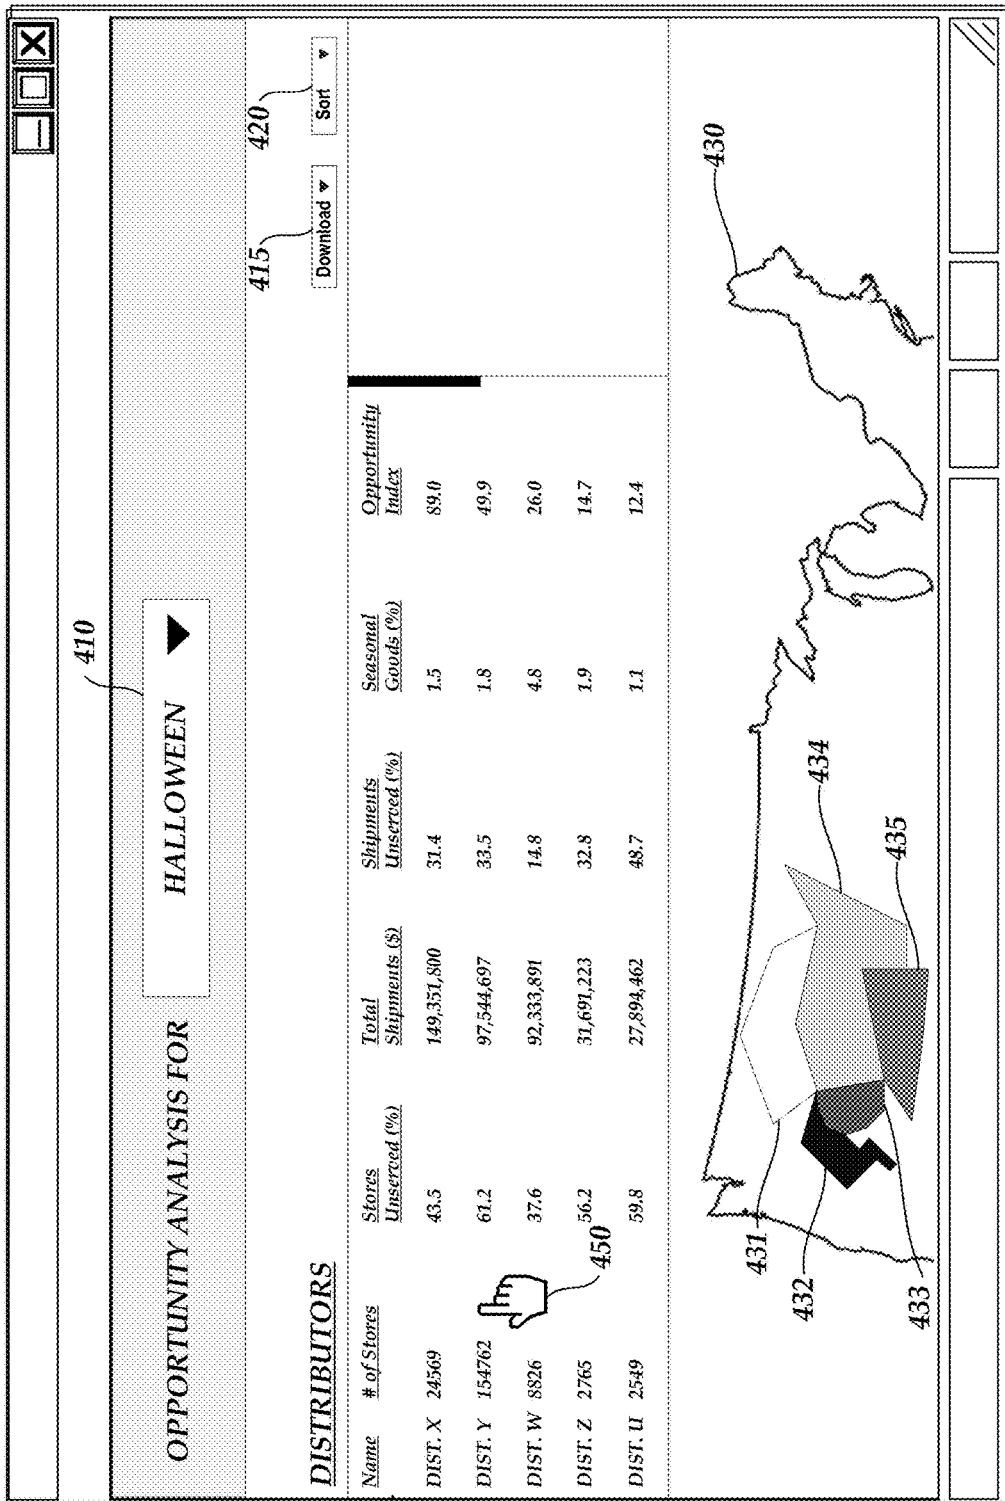 410
OPPORTUNITY ANALYSIS FOR HALLOWEEN
415
420
DISTRIBUTORS
Download
Sort
Name # of Stores Stores Unserved (%) Total Shipments ($) Shipments Unserved (%) Seasonal Goods (%) Opportunity Index
DIST. X 24569 43.5 149,351,800 31.4 1.5 89.0
DIST. Y 154762 61.2 97,544,697 33.5 1.8 49.9
DIST. W 8826 37.6 92,333,891 14.8 4.8 26.0
DIST. Z 2765 56.2 31,691,223 32.8 1.9 14.7
DIST. U 2549 59.8 27,894,462 48.7 1.1 12.4
450
430
431
432
433
434
435